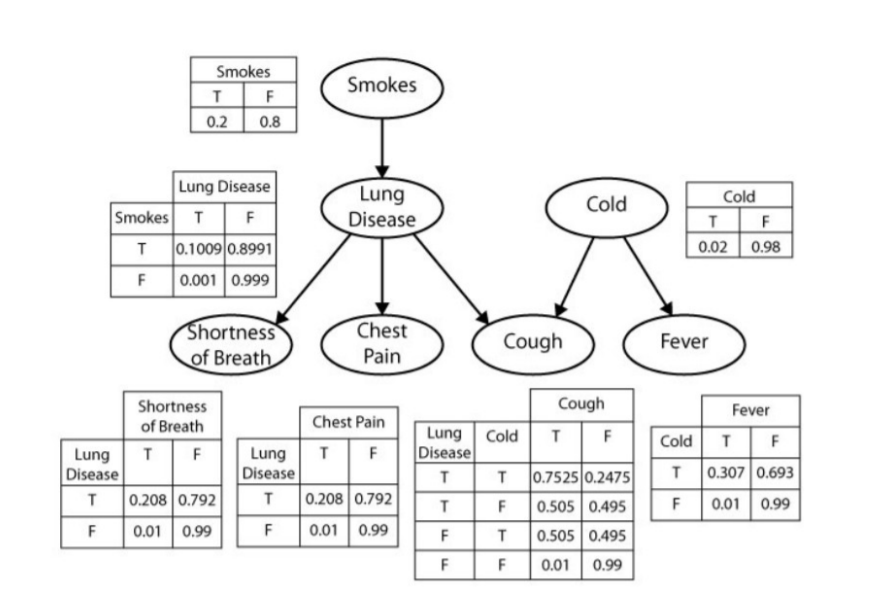 Smokes
T F
0.2 0.8
Smokes
Lung Disease
Smokes T F
T 0.1009 0.8991
F 0.001 0.999
Lung
Disease
Cold
Cold
T F
0.02 0.98
Shortness
of Breath
Chest
Pain
Cough
Fever
Shortness
of Breath
Lung
Disease
T F
T 0.208 0.792
F 0.01 0.99
Chest Pain
Lung
Disease
T F
T 0.208 0.792
F 0.01 0.99
Cough
Lung
Disease
Cold T F
T T 0.7525 0.2475
T F 0.505 0.495
F T 0.505 0.495
F F 0.01 0.99
Fever
Cold T F
T 0.307 0.693
F 0.01 0.99